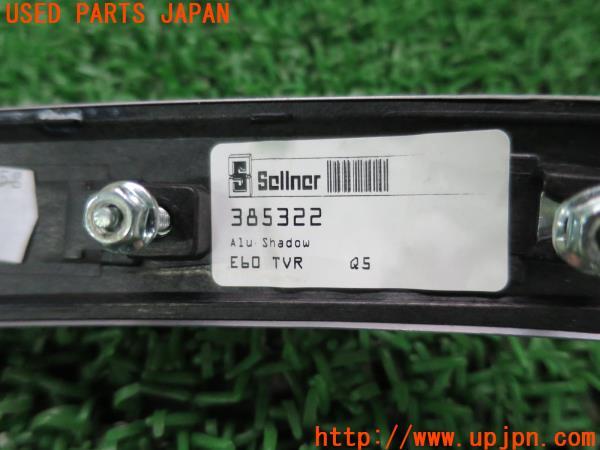 USED PARTS JAPAN
S Sellner
385322
Alu-Shadow
E60 TVR Q5
http://www.upjpn.com